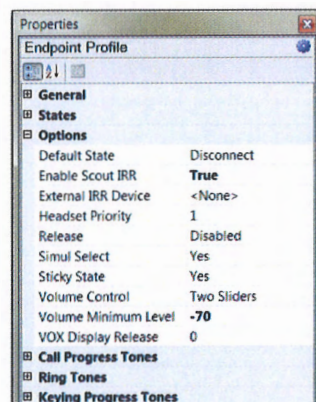 Properties
Endpoint Profile
General
States
Options
Default State Disconnect
Enable Scout IRR True
External IRR Device <None>
Headset Priority 1
Release Disabled
Simul Select Yes
Sticky State Yes
Volume Control Two Sliders
Volume Minimum Level -70
VOX Display Release 0
Call Progress Tones
Ring Tones
Keying Progress Tones